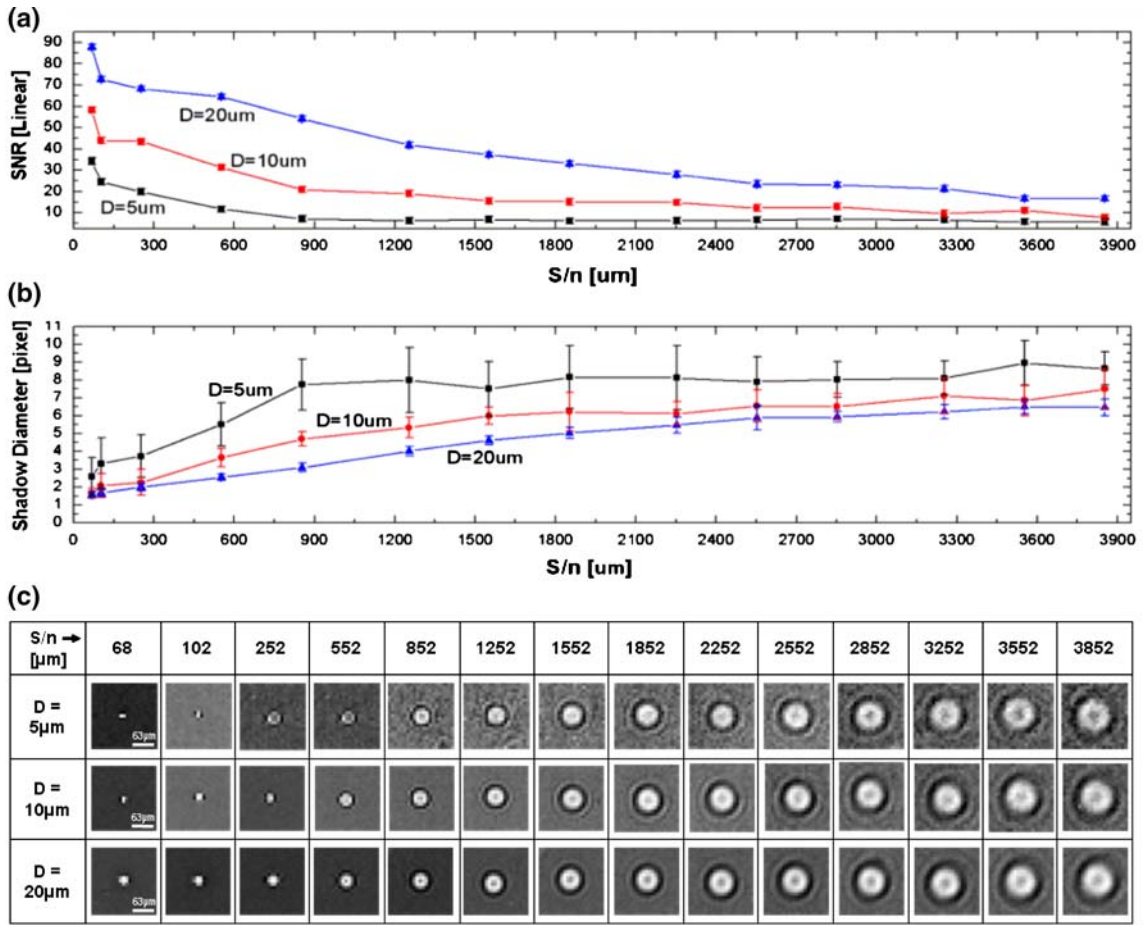 (a)
90
80
70
60
50
40
30
20
10
SNR [Linear]
D=20um
D=10um
D=5um
0 300 600 900 1200 1500 1800 2100 2400 2700 3000 3300 3600 3900
S/n [um]
(b)
11
10
9
8
7
6
5
4
3
2
1
0
Shadow Diameter [pixel]
D=5um
D=10um
D=20um
0 300 600 900 1200 1500 1800 2100 2400 2700 3000 3300 3600 3900
S/n [um]
(c)
S/n → [µm] 68 102 252 552 852 1252 1552 1852 2252 2552 2852 3252 3552 3852
D = 5µm
63µm
D = 10µm
63µm
D = 20µm
63µm